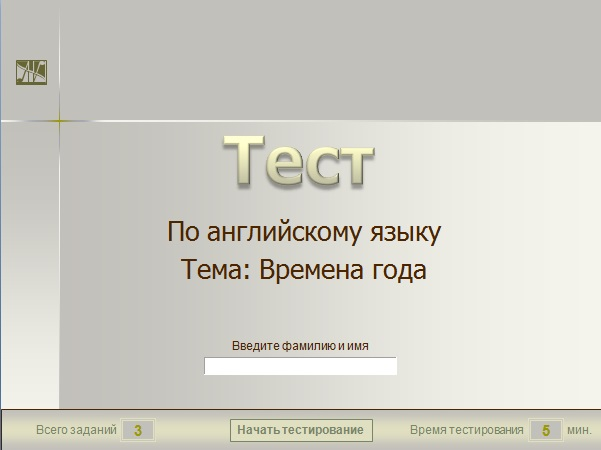 Тест
По английскому языку
Тема: Времена года
Введите фамилию и имя
Всего заданий 3 Начать тестирование Время тестирования 5 мин.